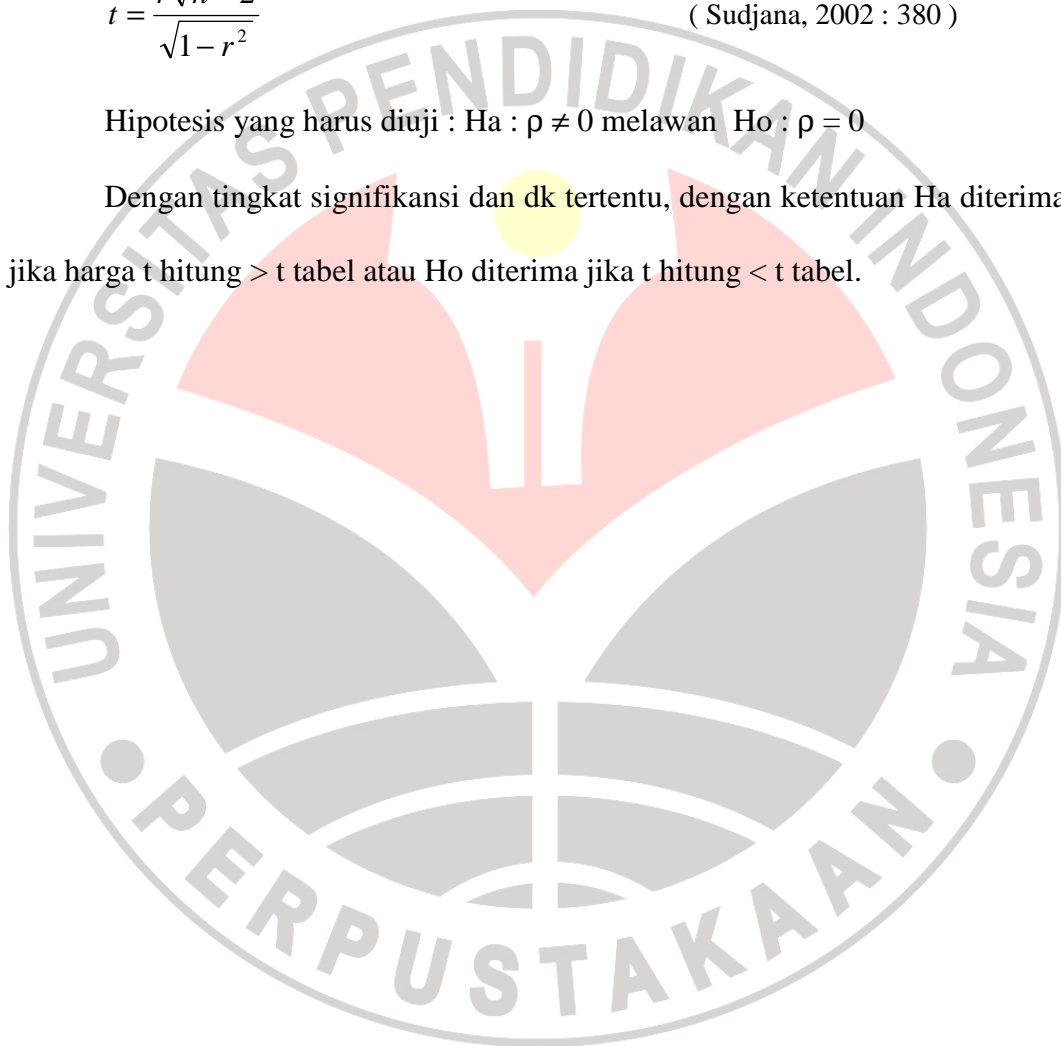 t = √n / √1 − r² ( Sudjana, 2002 : 380 )
Hipotesis yang harus diuji : Ha : ρ ≠ 0 melawan Ho : ρ = 0
Dengan tingkat signifikansi dan dk tertentu, dengan ketentuan Ha diterima
jika harga t hitung > t tabel atau Ho diterima jika t hitung < t tabel.
UNIVERSITAS PENDIDIKAN INDONESIA
PERPUSTAKAAN